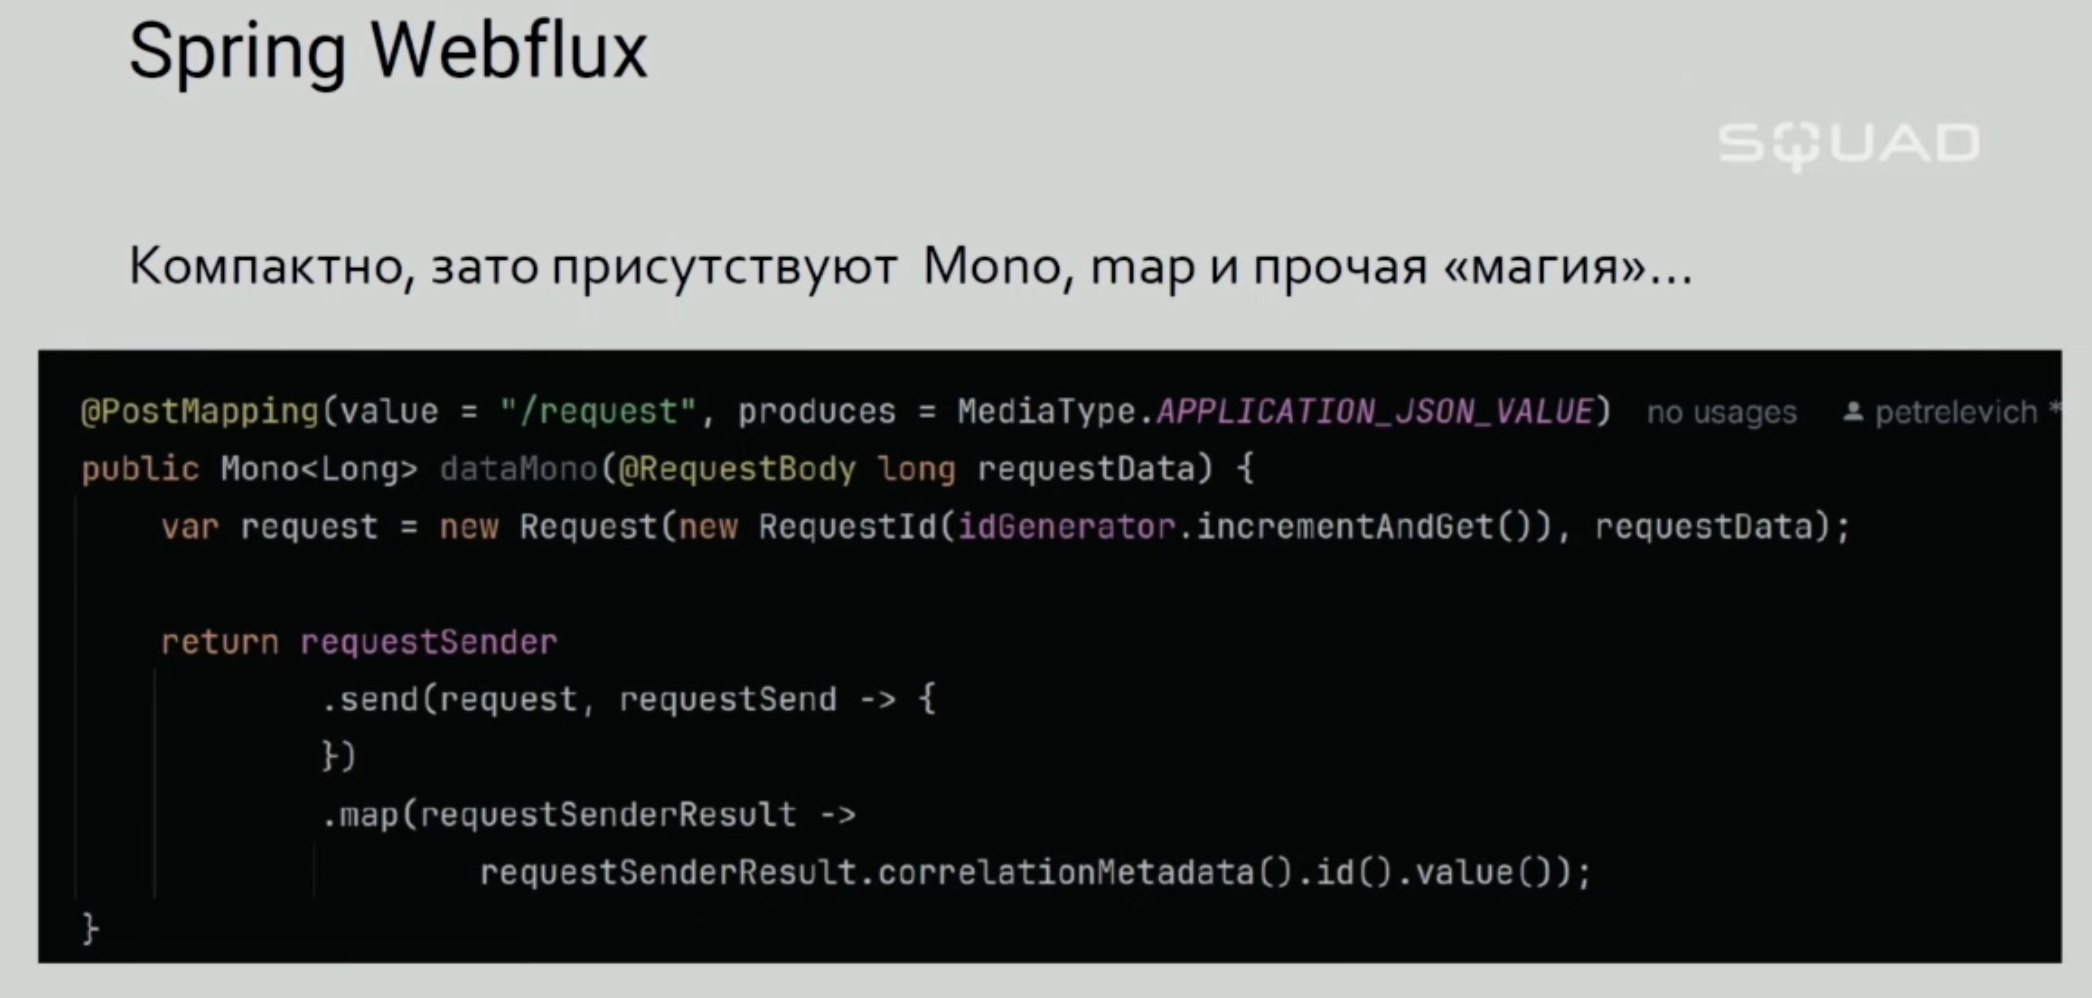 Spring Webflux
SQUAD
Компактно, зато присутствуют Mono, map и прочая «магия»...
@PostMapping(value = "/request", produces = MediaType.APPLICATION_JSON_VALUE) no usages petrelevich *
public Mono<Long> dataMono(@RequestBody long requestData) {
var request = new Request(new RequestId(idGenerator.incrementAndGet()), requestData);
return requestSender
.send(request, requestSend -> {
})
.map(requestSenderResult ->
requestSenderResult.correlationMetadata().id().value());
}